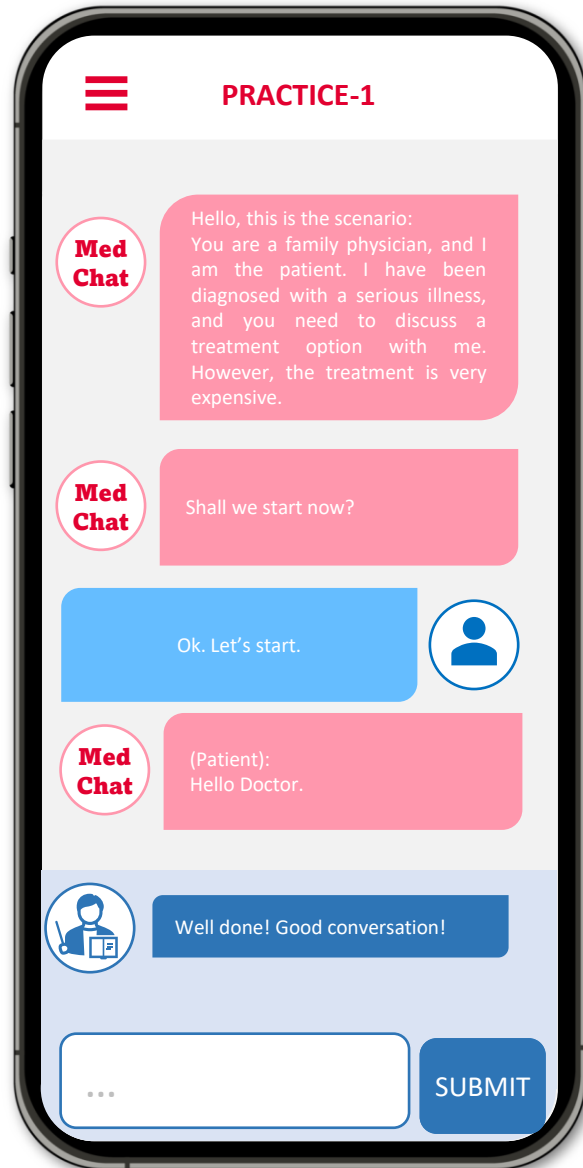 PRACTICE-1
Med
Chat
Hello, this is the scenario:
You are a family physician, and I
am the patient. I have been
diagnosed with a serious illness,
and you need to discuss a
treatment option with me.
However, the treatment is very
expensive.
Med
Chat
Shall we start now?
Ok. Let’s start.
Med
Chat
(Patient):
Hello Doctor.
Well done! Good conversation!
...
SUBMIT